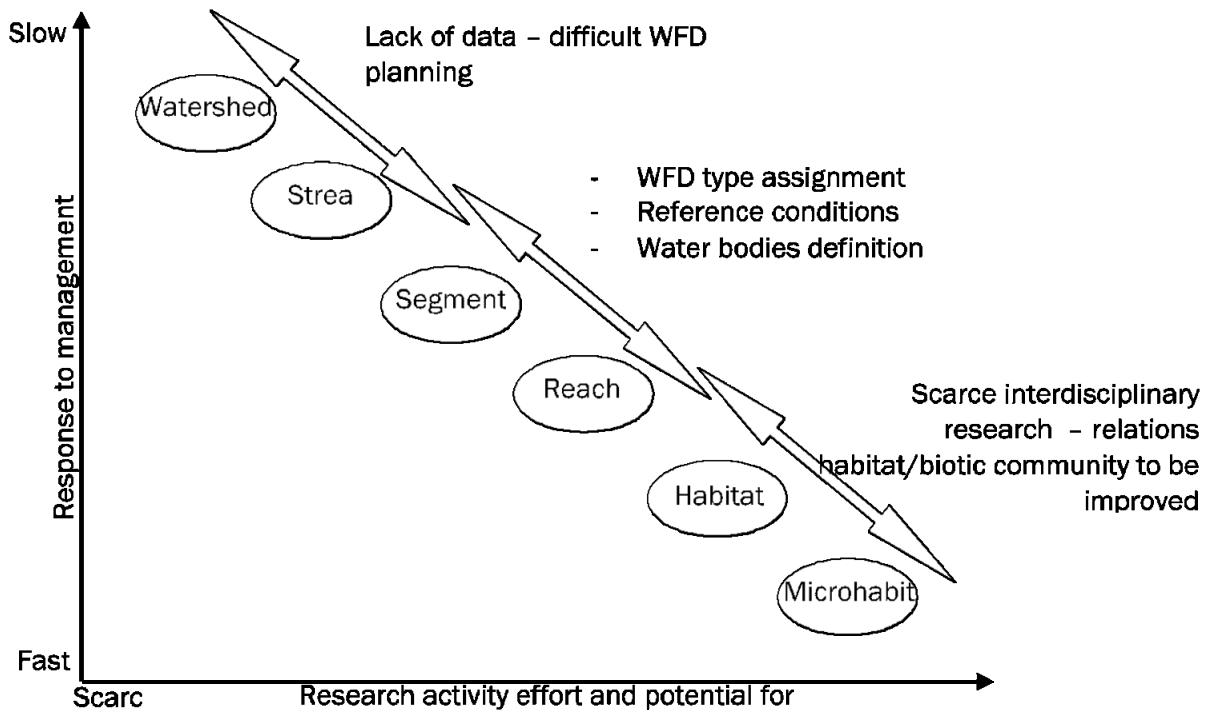 Slow
Lack of data – difficult WFD
planning
Watershed
Strea
- WFD type assignment
- Reference conditions
- Water bodies definition
Segment
Response to management
Reach
Scarce interdisciplinary
research – relations
habitat/biotic community to be
improved
Habitat
Microhabit
Fast
Scarc
Research activity effort and potential for